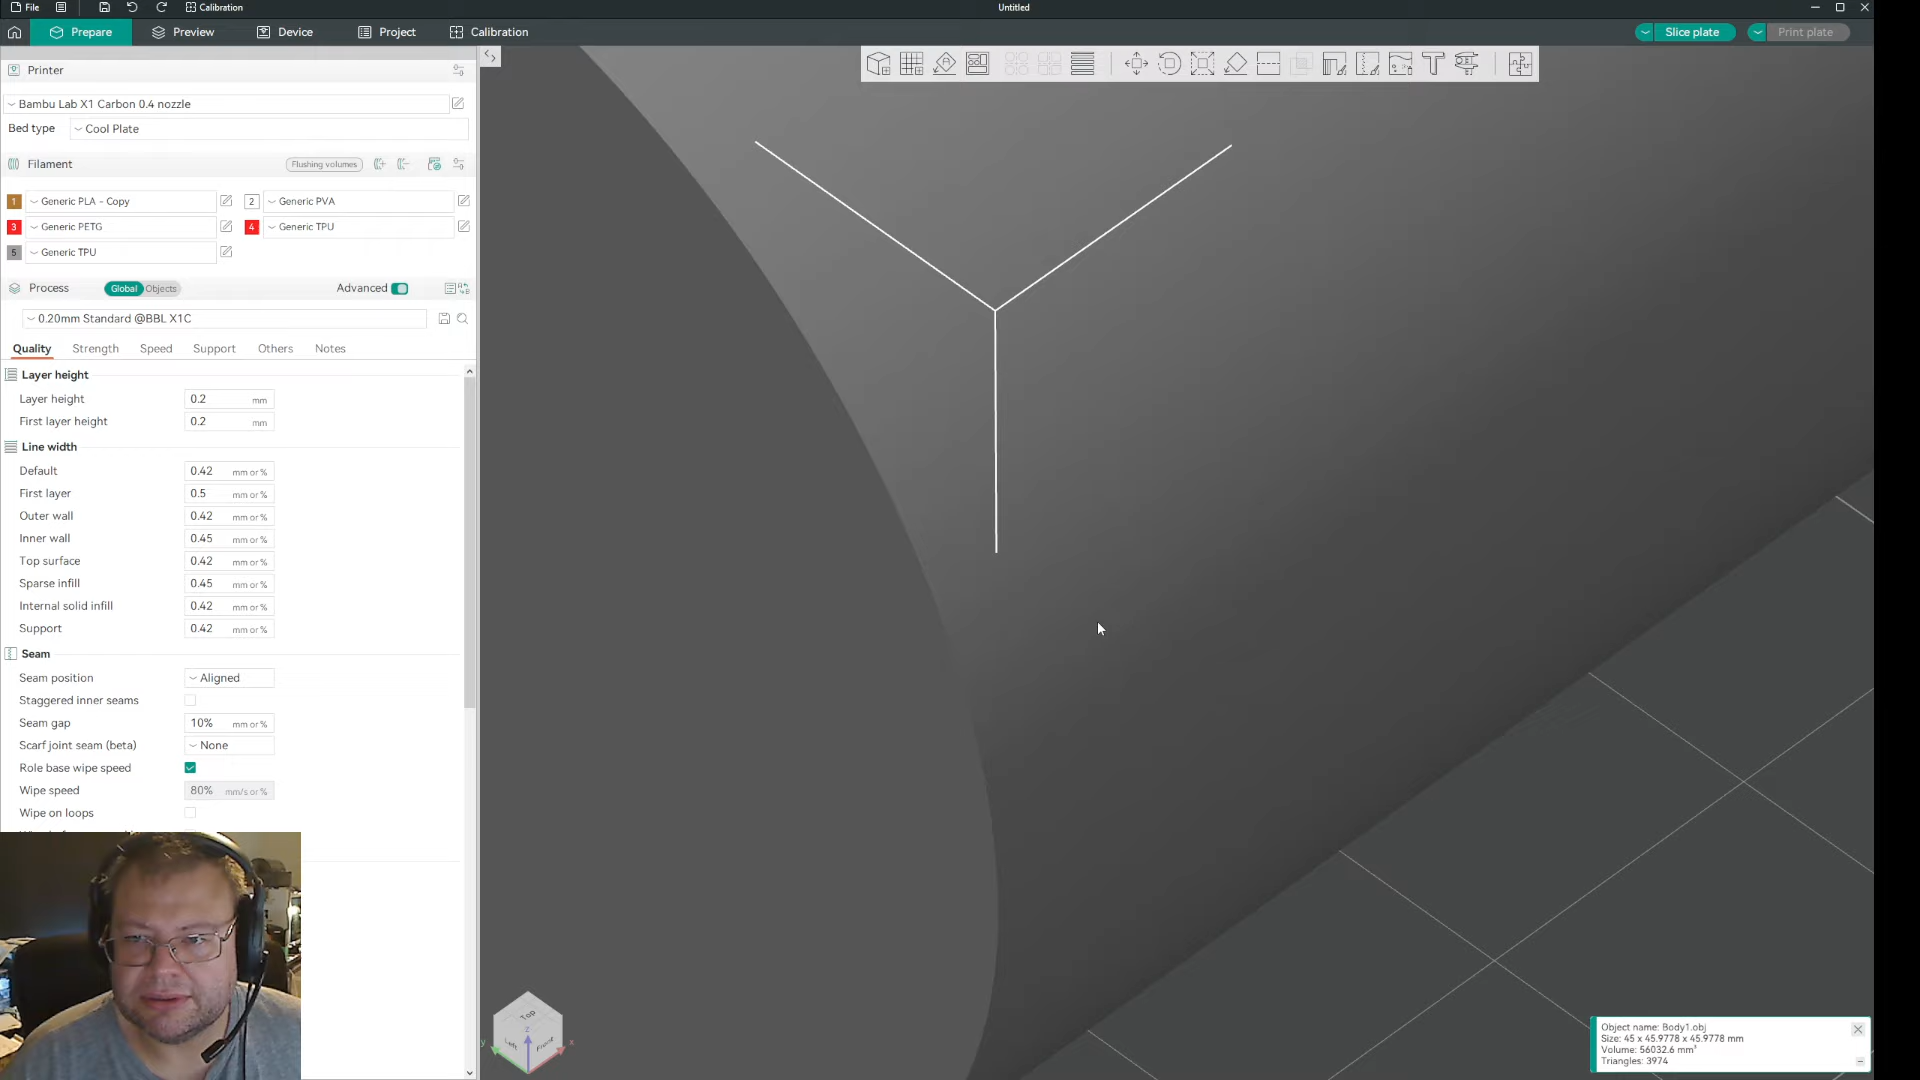 File
Calibration
Untitled
Prepare
Preview
Device
Project
Calibration
Slice plate
Print plate
Printer
Bambu Lab X1 Carbon 0.4 nozzle
Bed type
Cool Plate
Filament
Flushing volumes
1
Generic PLA - Copy
2
Generic PVA
3
Generic PETG
4
Generic TPU
5
Generic TPU
Process
Global
Objects
Advanced
0.20mm Standard @BBL X1C
Quality
Strength
Speed
Support
Others
Notes
Layer height
Layer height
0.2
mm
First layer height
0.2
mm
Line width
Default
0.42
mm or %
First layer
0.5
mm or %
Outer wall
0.42
mm or %
Inner wall
0.45
mm or %
Top surface
0.42
mm or %
Sparse infill
0.45
mm or %
Internal solid infill
0.42
mm or %
Support
0.42
mm or %
Seam
Seam position
Aligned
Staggered inner seams
Seam gap
10%
mm or %
Scarf joint seam (beta)
None
Role base wipe speed
Wipe speed
80%
mm/s or %
Wipe on loops
Top
Left
Front
z
y
x
Object name: Body1.obj
Size: 45 x 45.9778 x 45.9778 mm
Volume: 56032.6 mm³
Triangles: 3974